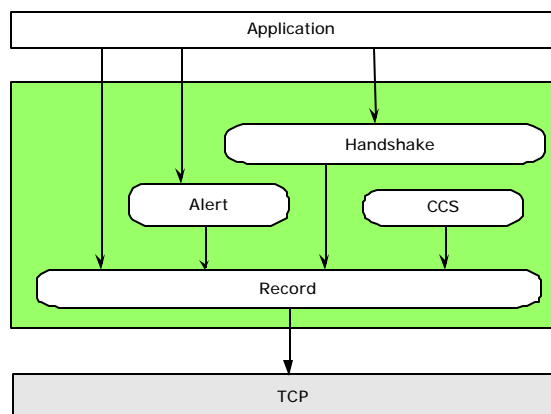 Application
Handshake
Alert
CCS
Record
TCP